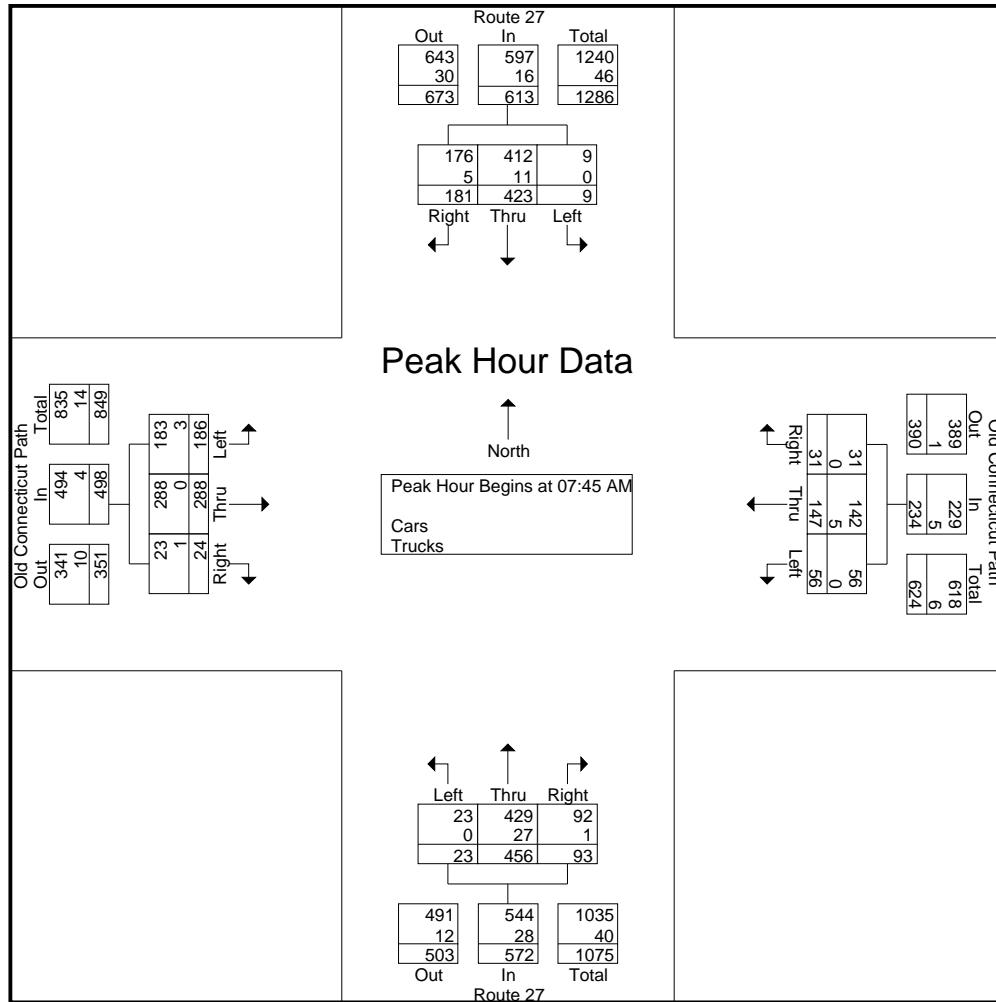 Route 27
Out In Total
643 597 1240
30 16 46
673 613 1286
176 412 9
5 11 0
181 423 9
Right Thru Left
Peak Hour Data
North
Peak Hour Begins at 07:45 AM
Cars
Trucks
Old Connecticut Path
Out In Total
341 494 835
10 4 14
351 498 849
183 288 23
3 0 1
186 288 24
Left Thru Right
Old Connecticut Path
Out In Total
389 229 618
1 5 6
390 234 624
31 142 56
0 5 0
31 147 56
Right Thru Left
Left Thru Right
23 429 92
0 27 1
23 456 93
491 544 1035
12 28 40
503 572 1075
Out In Total
Route 27